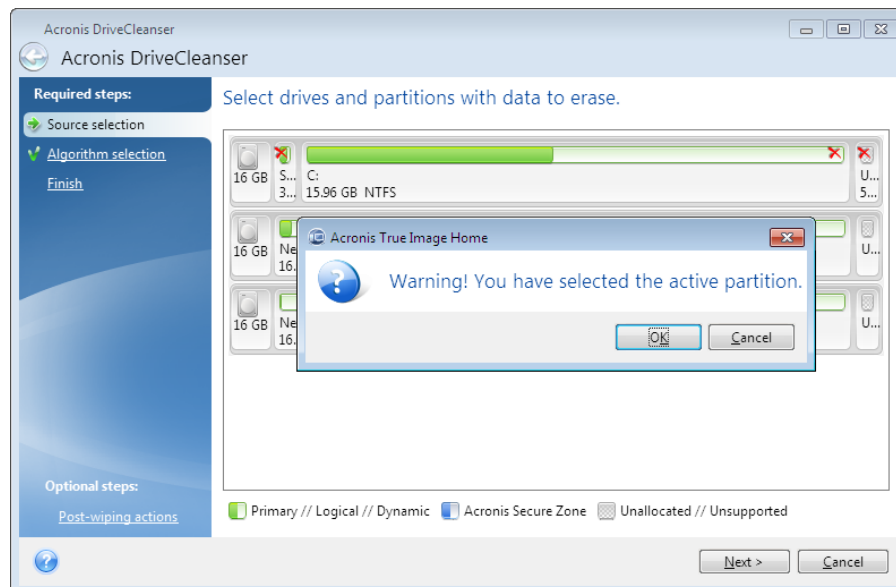 Acronis DriveCleanser
Acronis DriveCleanser
Required steps:
Source selection
Algorithm selection
Finish
Select drives and partitions with data to erase.
16 GB
S...
3...
C:
15.96 GB NTFS
U...
5...
16 GB
Ne
16.
U...
16 GB
Ne
16.
U...
Acronis True Image Home
Warning! You have selected the active partition.
OK
Cancel
Optional steps:
Post-wiping actions
Primary // Logical // Dynamic
Acronis Secure Zone
Unallocated // Unsupported
Next >
Cancel